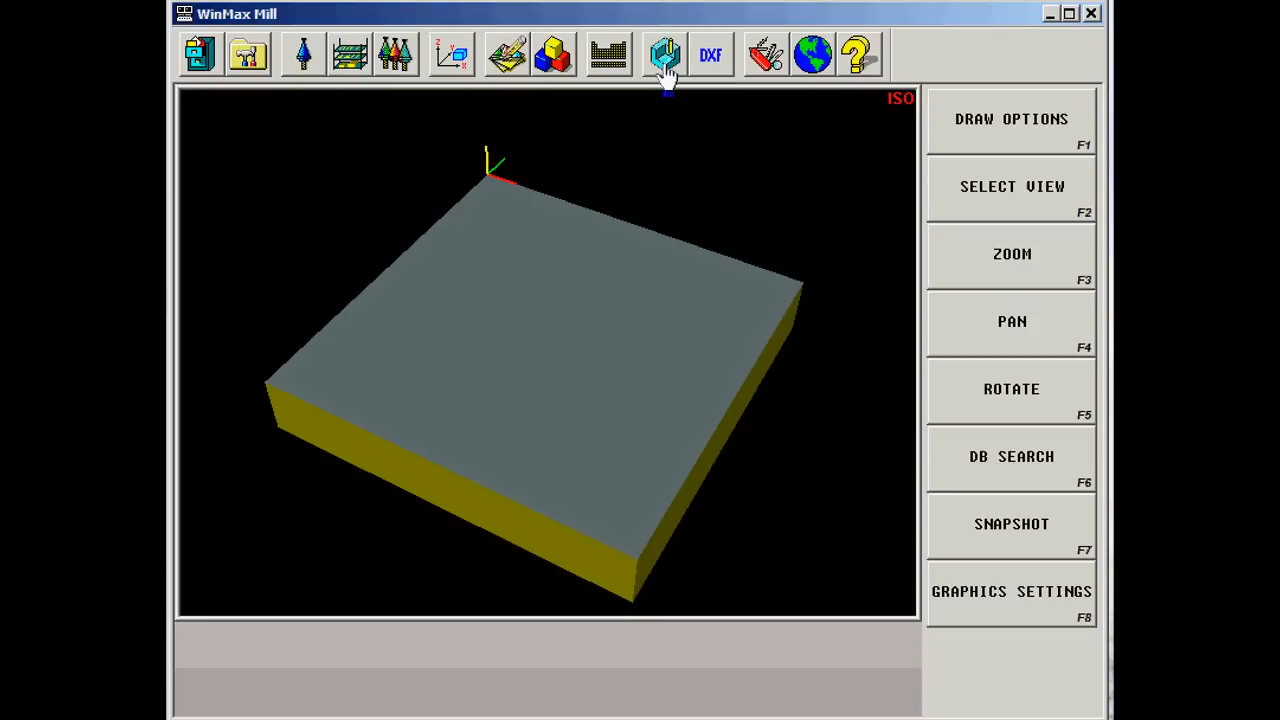 WinMax Mill
DXF
ISO
DRAW OPTIONS
F1
SELECT VIEW
F2
ZOOM
F3
PAN
F4
ROTATE
F5
DB SEARCH
F6
SNAPSHOT
F7
GRAPHICS SETTINGS
F8